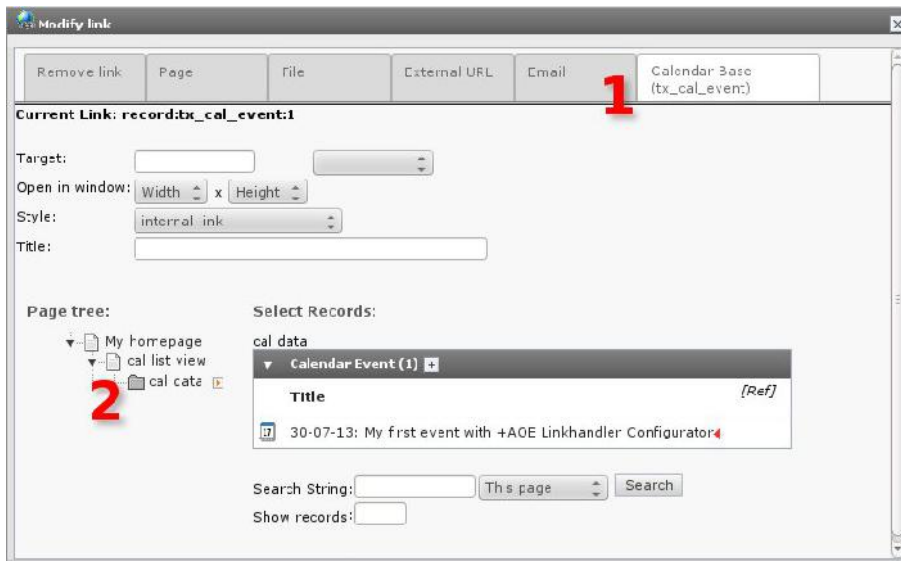 Modify link
Remove link Page File External URL Email 1 Calendar Base
(tx_cal_event)
Current Link: record:tx_cal_event:1
Target:
Open in window: Width x Height
Style: internal link
Title:
Page tree: Select Records:
My homepage cal data
cal list view Calendar Event (1) +
2 cal data
Title [Ref]
17 30-07-13: My first event with +AOE Linkhandler Configurator
Search String: This page Search
Show records: